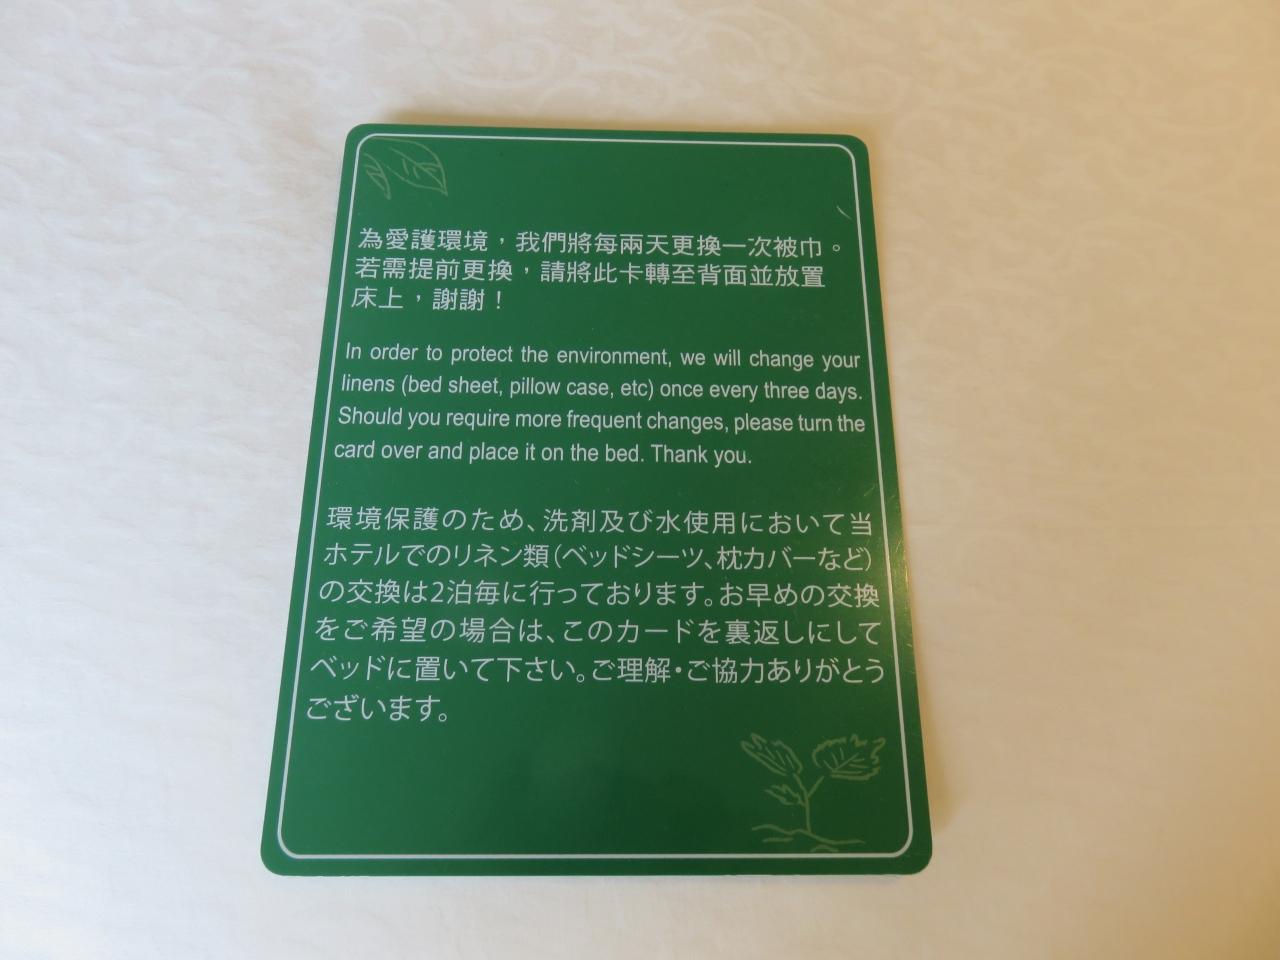 為愛護環境，我們將每兩天更換一次被巾。
若需提前更換，請將此卡轉至背面並放置
床上，謝謝！
In order to protect the environment, we will change your
linens (bed sheet, pillow case, etc) once every three days.
Should you require more frequent changes, please turn the
card over and place it on the bed. Thank you.
環境保護のため、洗剤及び水使用において当
ホテルでのリネン類（ベッドシーツ、枕カバーなど）
の交換は2泊毎に行っております。お早めの交換
をご希望の場合は、このカードを裏返しにして
ベッドに置いて下さい。ご理解・ご協力ありがとう
ございます。